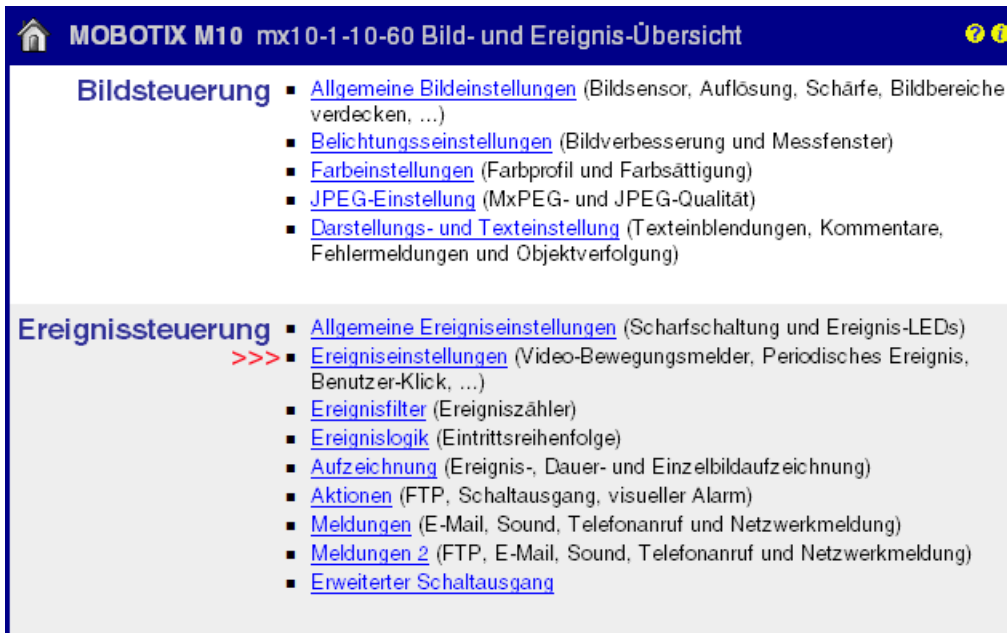 MOBOTIX M10 mx10-1-10-60 Bild- und Ereignis-Übersicht ? i
Bildsteuerung
■ Allgemeine Bildeinstellungen (Bildsensor, Auflösung, Schärfe, Bildbereiche
verdecken, ...)
■ Belichtungsseinstellungen (Bildverbesserung und Messfenster)
■ Farbeinstellungen (Farbprofil und Farbsättigung)
■ JPEG-Einstellung (MxPEG- und JPEG-Qualität)
■ Darstellungs- und Texteinstellung (Texteinblendungen, Kommentare,
Fehlermeldungen und Objektverfolgung)
Ereignissteuerung
■ Allgemeine Ereigniseinstellungen (Scharfschaltung und Ereignis-LEDs)
>>> ■ Ereigniseinstellungen (Video-Bewegungsmelder, Periodisches Ereignis,
Benutzer-Klick, ...)
■ Ereignisfilter (Ereigniszähler)
■ Ereignislogik (Eintrittsreihenfolge)
■ Aufzeichnung (Ereignis-, Dauer- und Einzelbildaufzeichnung)
■ Aktionen (FTP, Schaltausgang, visueller Alarm)
■ Meldungen (E-Mail, Sound, Telefonanruf und Netzwerkmeldung)
■ Meldungen 2 (FTP, E-Mail, Sound, Telefonanruf und Netzwerkmeldung)
■ Erweiterter Schaltausgang